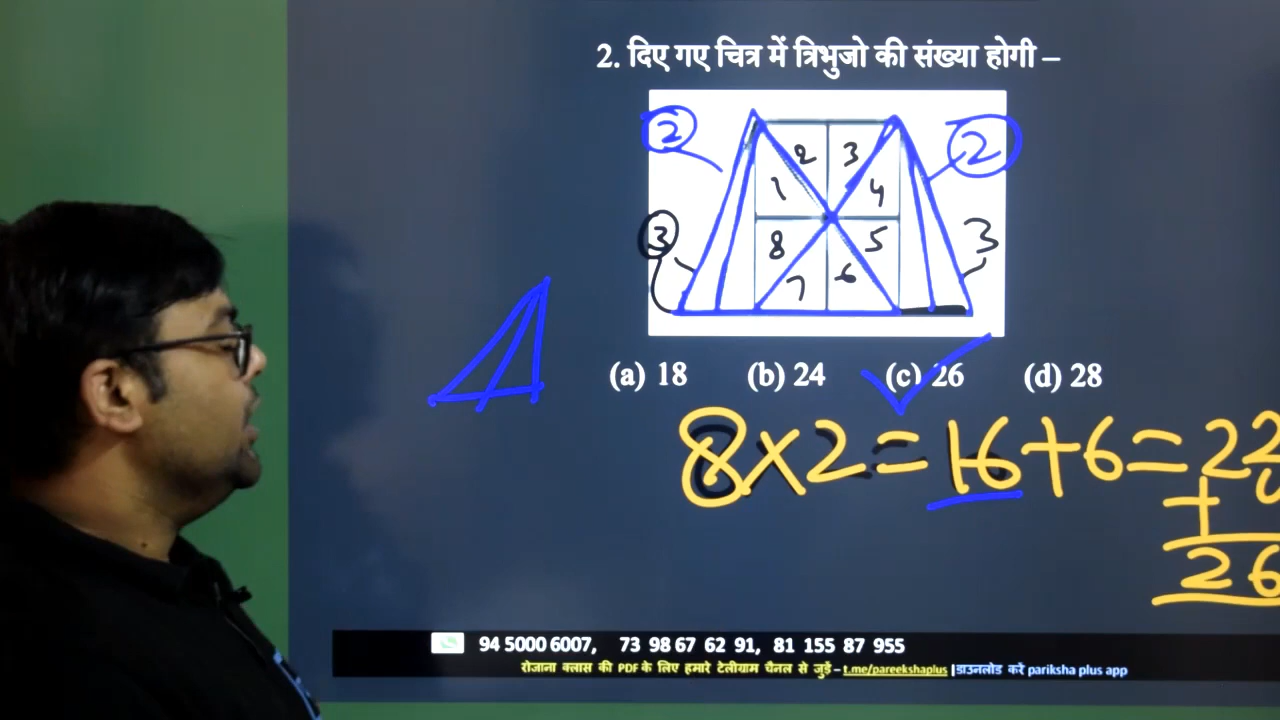 2. दिए गए चित्र में त्रिभुजो की संख्या होगी –
2
2
2 3
1 4
3 8 5 3
7 6
(a) 18 (b) 24 (c) 26 (d) 28
8×2=16+6=22
+
26
94 5000 6007, 73 98 67 62 91, 81 155 87 955
रोजाना क्लास की PDF के लिए हमारे टेलीग्राम चैनल से जुड़ें – t.me/pareekshaplus | डाउनलोड करे pariksha plus app